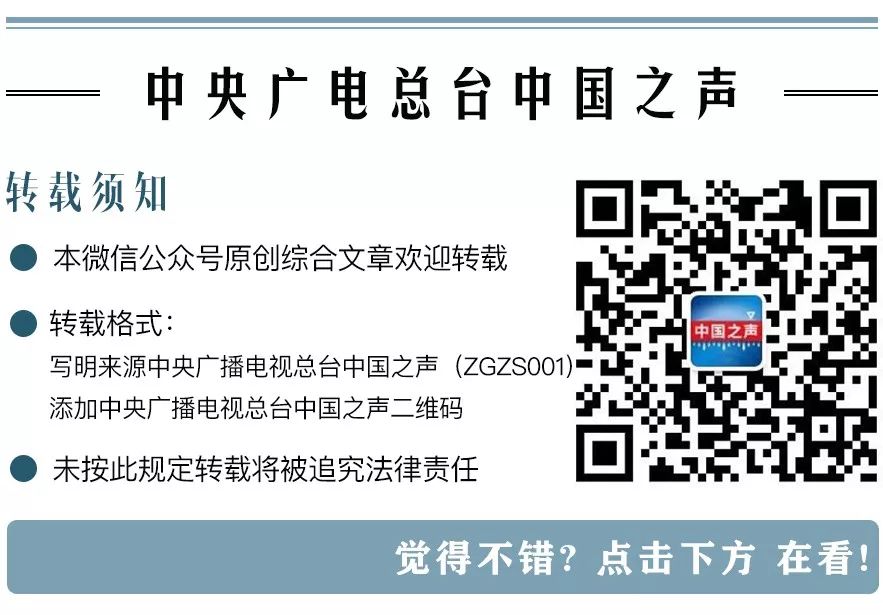 中央广电总台中国之声
转载须知
本微信公众号原创综合文章欢迎转载
转载格式：
写明来源中央广播电视总台中国之声（ZGZS001）
添加中央广播电视总台中国之声二维码
未按此规定转载将被追究法律责任
中国之声
觉得不错？点击下方 在看！